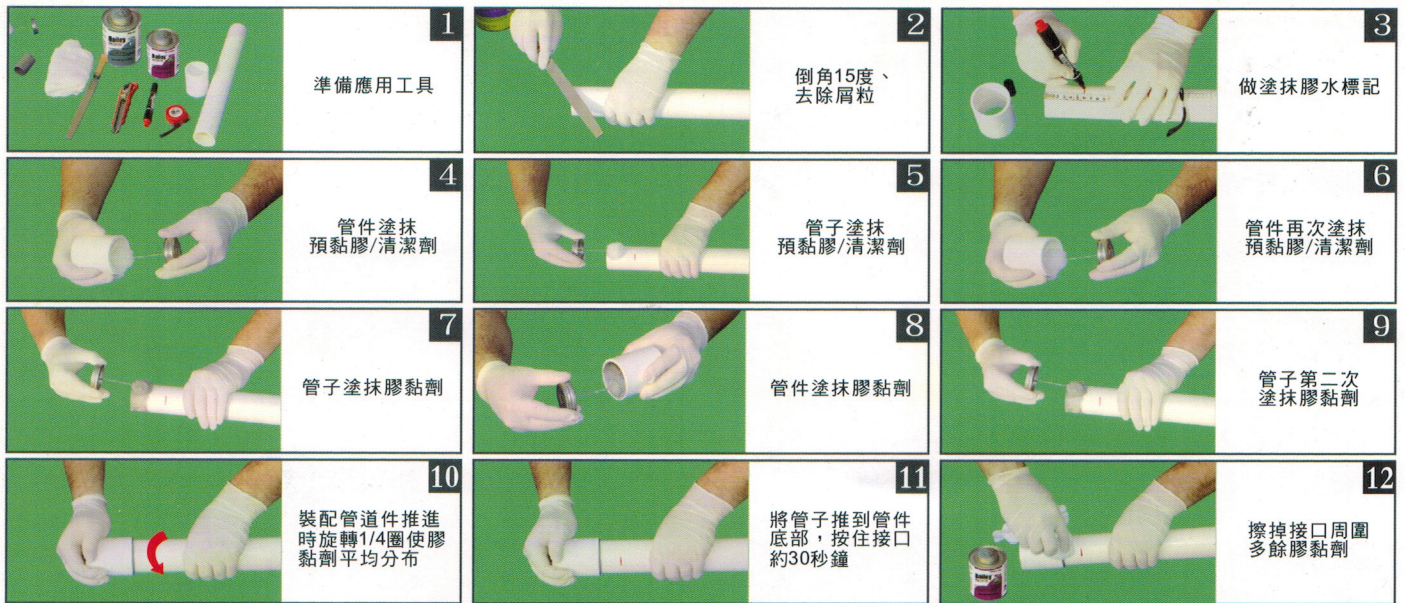 1
準備應用工具
2
倒角15度、
去除屑粒
3
做塗抹膠水標記
4
管件塗抹
預黏膠/清潔劑
5
管子塗抹
預黏膠/清潔劑
6
管件再次塗抹
預黏膠/清潔劑
7
管子塗抹膠黏劑
8
管件塗抹膠黏劑
9
管子第二次
塗抹膠黏劑
10
裝配管道件推進
時旋轉1/4圈使膠
黏劑平均分布
11
將管子推到管件
底部，按住接口
約30秒鐘
12
擦掉接口周圍
多餘膠黏劑